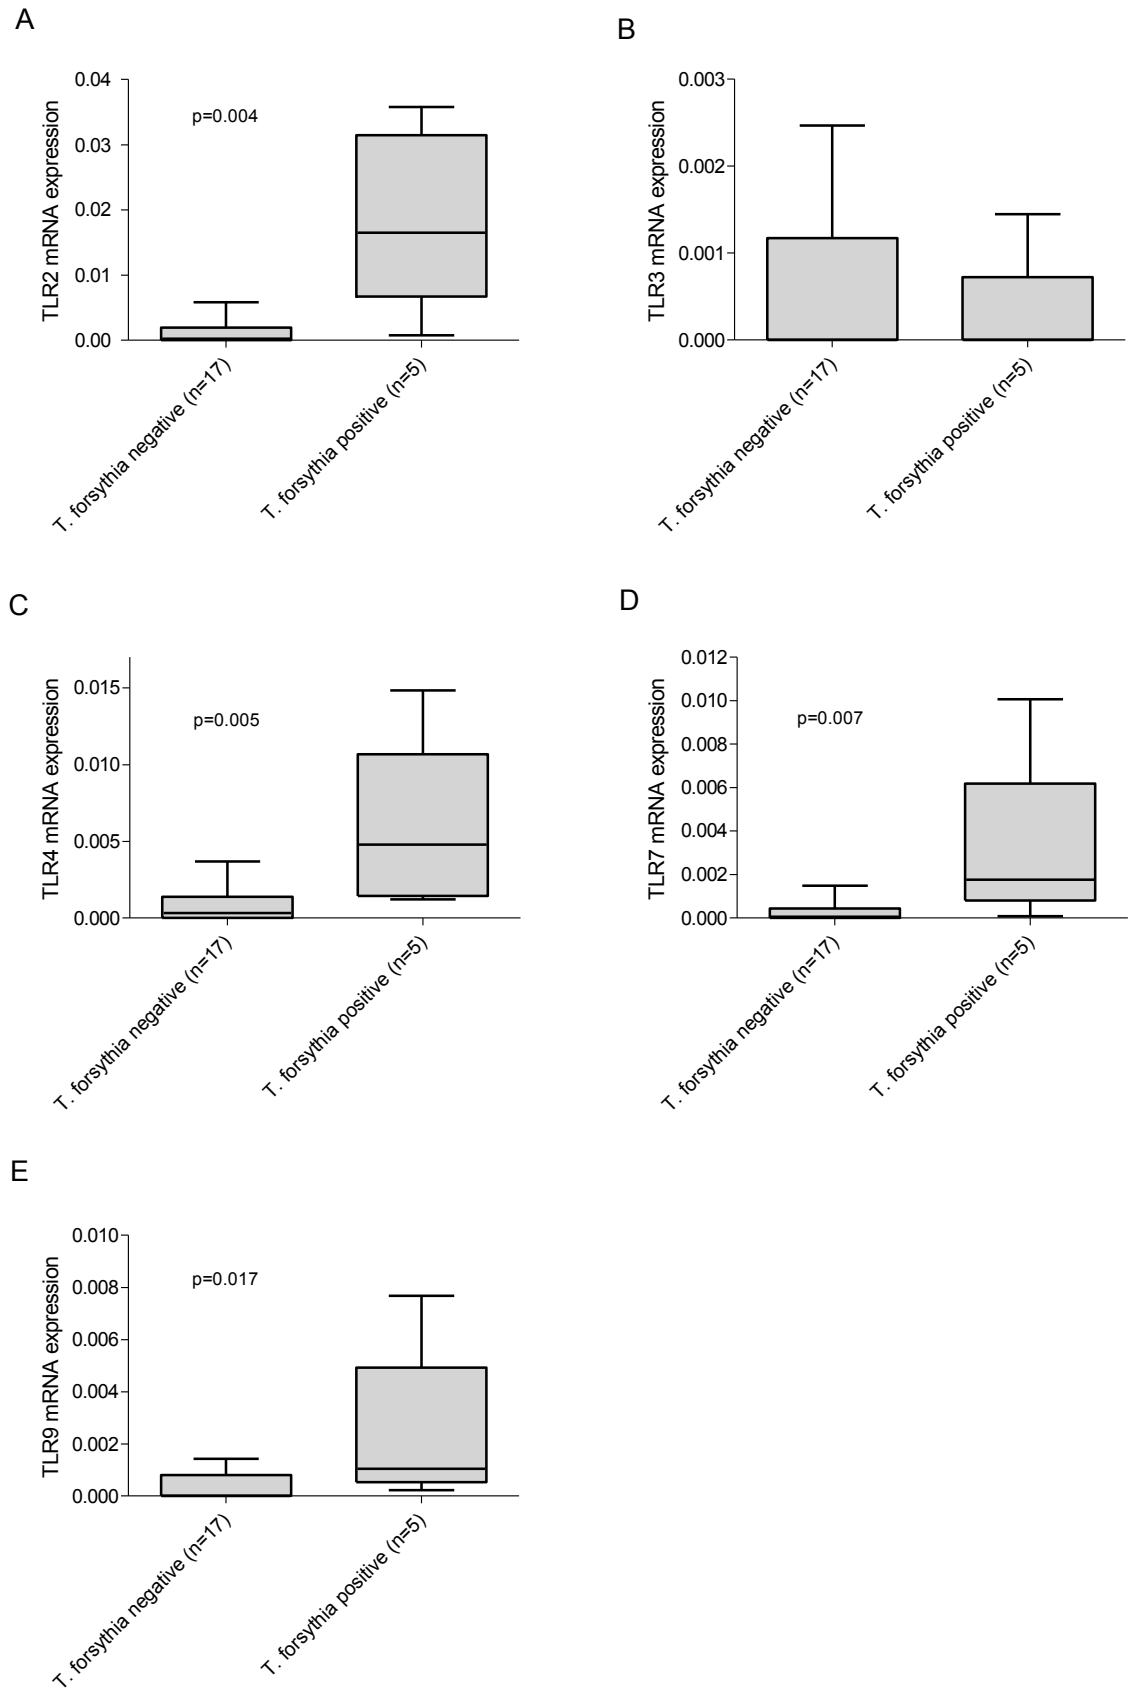 A
TLR2 mRNA expression
0.04
0.03
0.02
0.01
0.00
p=0.004
T. forsythia negative (n=17)
T. forsythia positive (n=5)
B
TLR3 mRNA expression
0.003
0.002
0.001
0.000
T. forsythia negative (n=17)
T. forsythia positive (n=5)
C
TLR4 mRNA expression
0.015
0.010
0.005
0.000
p=0.005
T. forsythia negative (n=17)
T. forsythia positive (n=5)
D
TLR7 mRNA expression
0.012
0.010
0.008
0.006
0.004
0.002
0.000
p=0.007
T. forsythia negative (n=17)
T. forsythia positive (n=5)
E
TLR9 mRNA expression
0.010
0.008
0.006
0.004
0.002
0.000
p=0.017
T. forsythia negative (n=17)
T. forsythia positive (n=5)